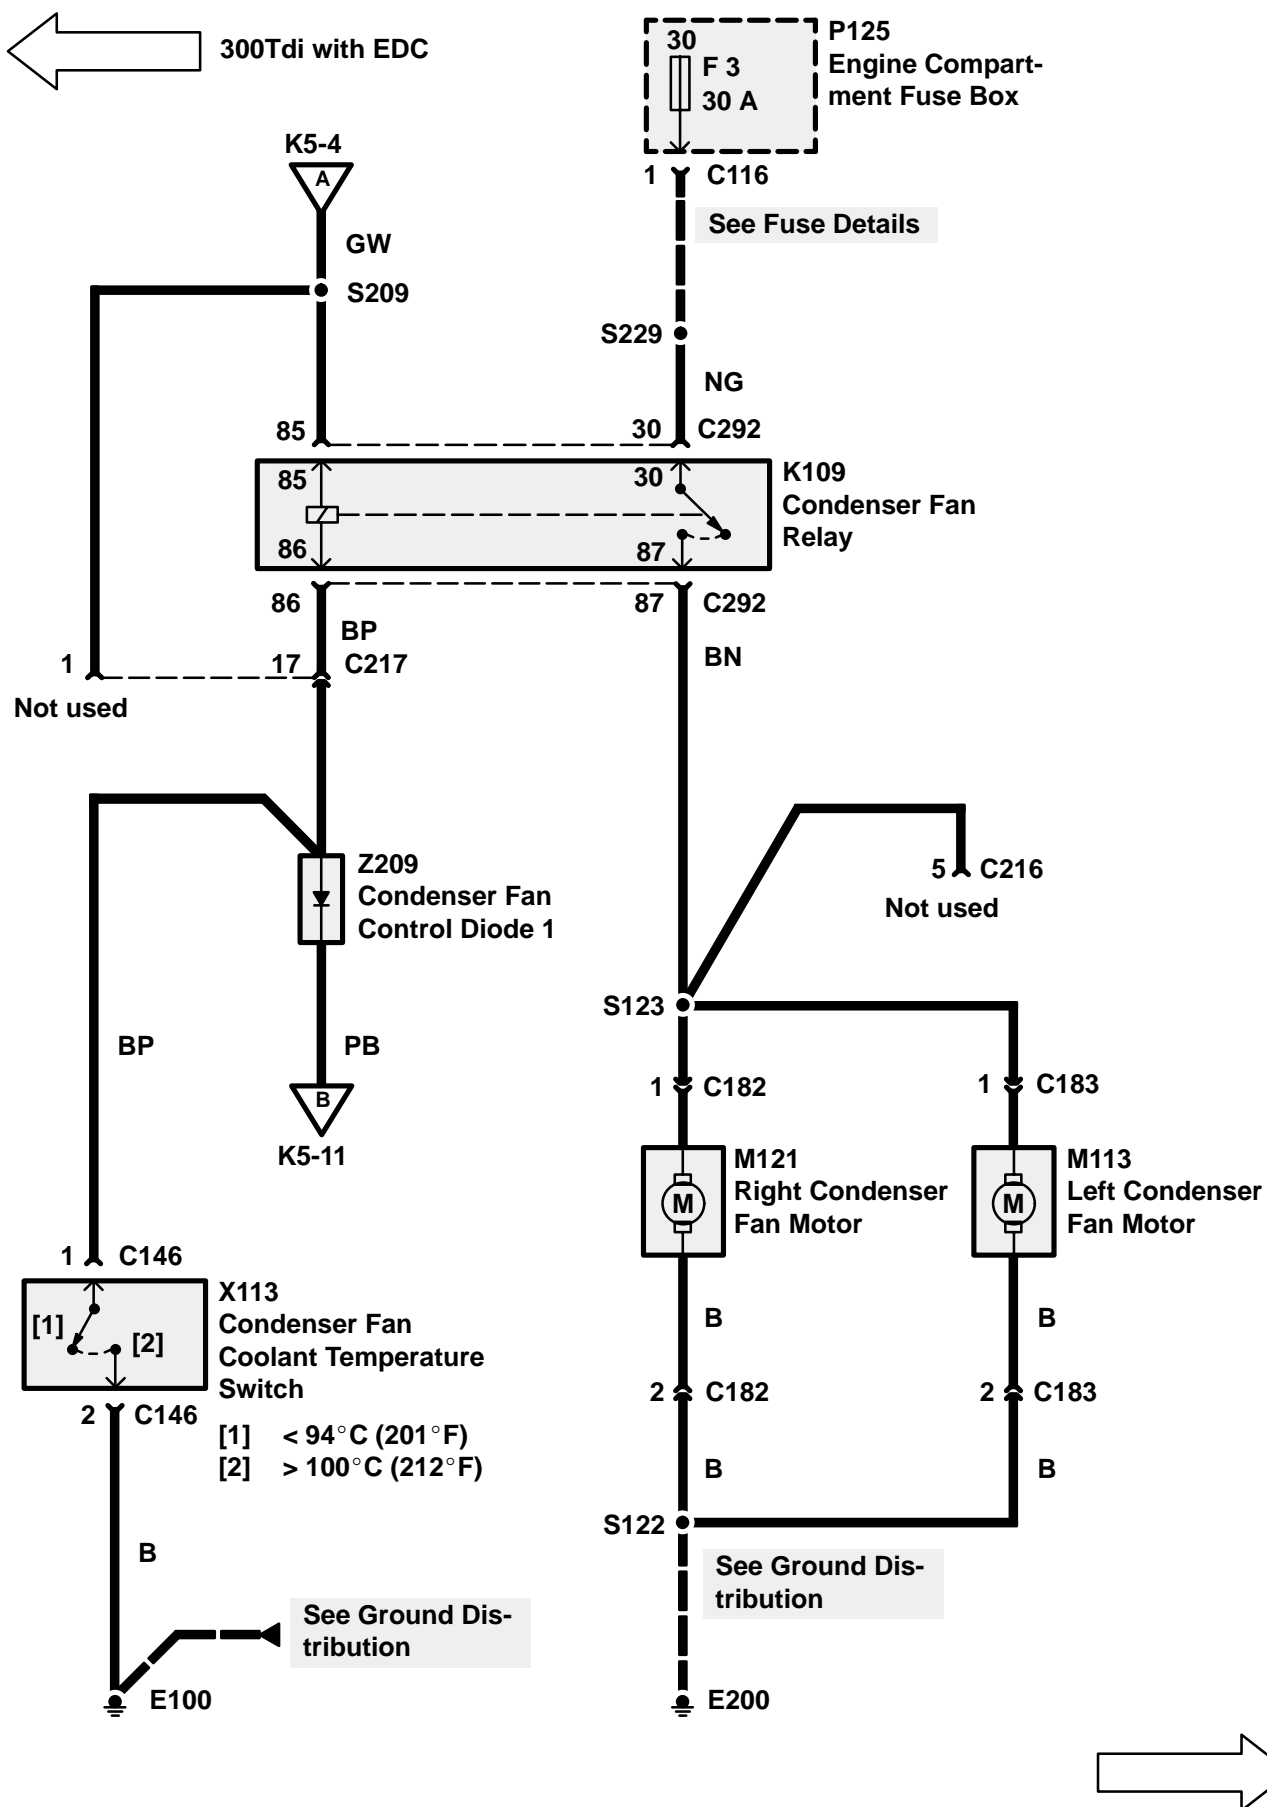 300Tdi with EDC
30
F 3
30 A
P125
Engine Compart-
ment Fuse Box
K5-4
A
1
C116
See Fuse Details
GW
S209
S229
NG
85
30
C292
85
30
86
87
K109
Condenser Fan
Relay
86
87
C292
BP
BN
1
17
C217
Not used
Z209
Condenser Fan
Control Diode 1
5
C216
Not used
S123
BP
PB
B
K5-11
1
C182
1
C183
M
M121
Right Condenser
Fan Motor
M
M113
Left Condenser
Fan Motor
1
C146
[1]
[2]
X113
Condenser Fan
Coolant Temperature
Switch
B
B
2
C146
2
C182
2
C183
[1] < 94°C (201°F)
[2] > 100°C (212°F)
B
B
S122
B
See Ground Dis-
tribution
See Ground Dis-
tribution
E100
E200